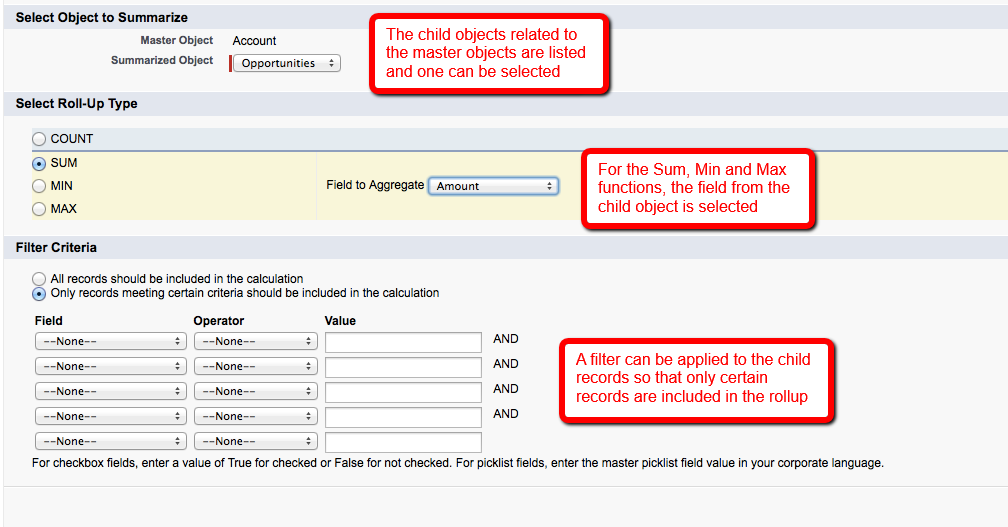 Select Object to Summarize
Master Object Account
Summarized Object Opportunities
The child objects related to
the master objects are listed
and one can be selected
Select Roll-Up Type
COUNT
SUM
MIN
MAX
Field to Aggregate Amount
For the Sum, Min and Max
functions, the field from the
child object is selected
Filter Criteria
All records should be included in the calculation
Only records meeting certain criteria should be included in the calculation
Field Operator Value
--None-- --None-- AND
--None-- --None-- AND
--None-- --None-- AND
--None-- --None-- AND
--None-- --None--
A filter can be applied to the child
records so that only certain
records are included in the rollup
For checkbox fields, enter a value of True for checked or False for not checked. For picklist fields, enter the master picklist field value in your corporate language.